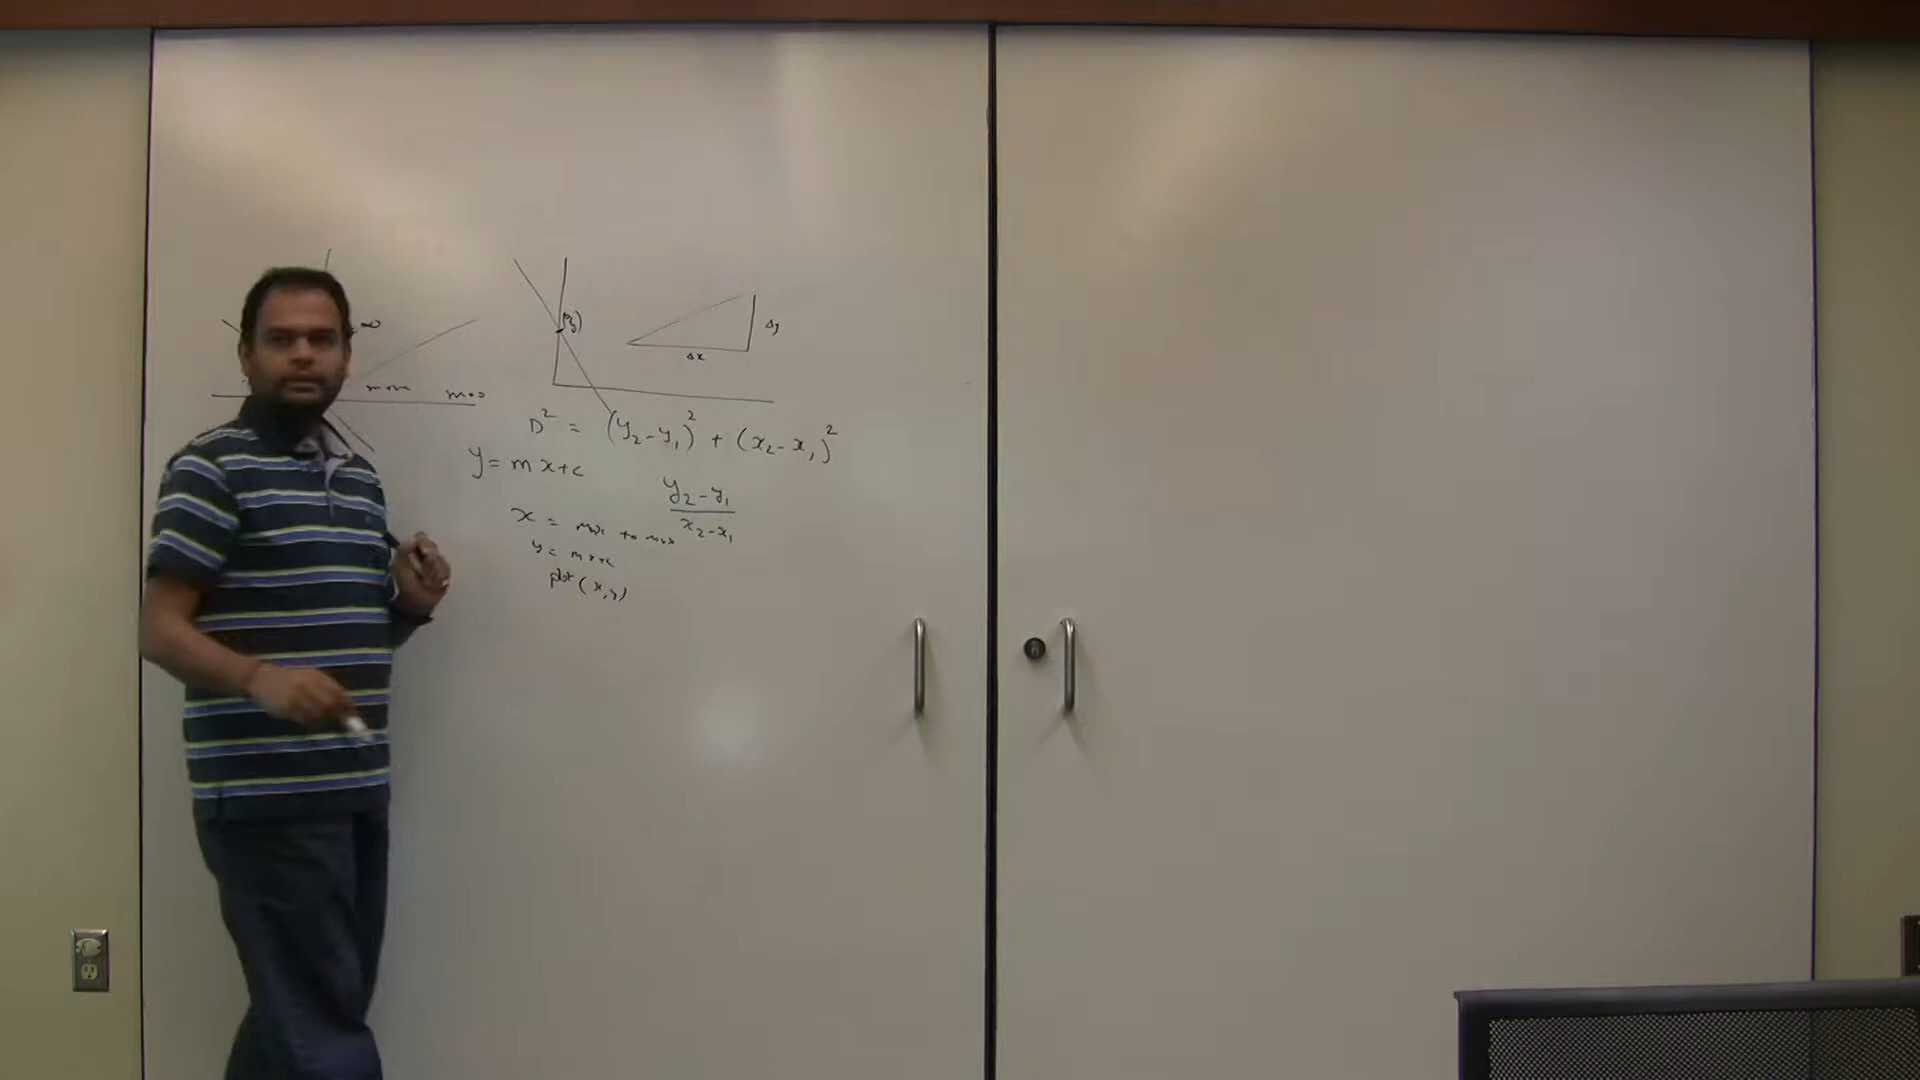 ∞
more
m=0
Δy
Δx
D² = (y₂-y₁)² + (x₂-x₁)²
y = mx+c
y₂-y₁
x₂-x₁
x = min to max
y = mx+c
plot (x,y)